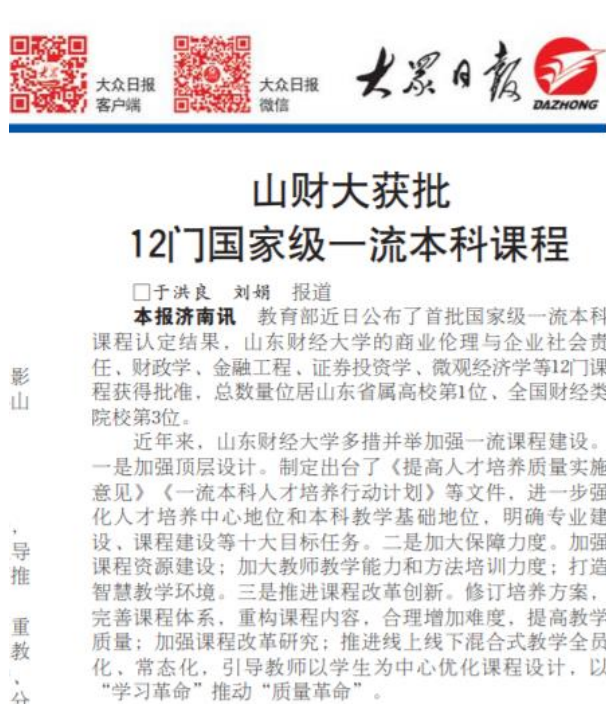 大众日报
客户端
大众日报
微信
大眾日報
DAZHONG
山财大获批
12门国家级一流本科课程
□于洪良 刘娟 报道
本报济南讯 教育部近日公布了首批国家级一流本科
课程认定结果，山东财经大学的商业伦理与企业社会责
任、财政学、金融工程、证券投资学、微观经济学等12门课
程获得批准，总数量位居山东省属高校第1位、全国财经类
院校第3位。
近年来，山东财经大学多措并举加强一流课程建设。
一是加强顶层设计。制定出台了《提高人才培养质量实施
意见》《一流本科人才培养行动计划》等文件，进一步强
化人才培养中心地位和本科教学基础地位，明确专业建
设、课程建设等十大目标任务。二是加大保障力度。加强
课程资源建设；加大教师教学能力和方法培训力度；打造
智慧教学环境。三是推进课程改革创新。修订培养方案，
完善课程体系，重构课程内容，合理增加难度，提高教学
质量；加强课程改革研究；推进线上线下混合式教学全员
化、常态化，引导教师以学生为中心优化课程设计，以
“学习革命”推动“质量革命”。
影
山
，
导
推
重
教
、
分